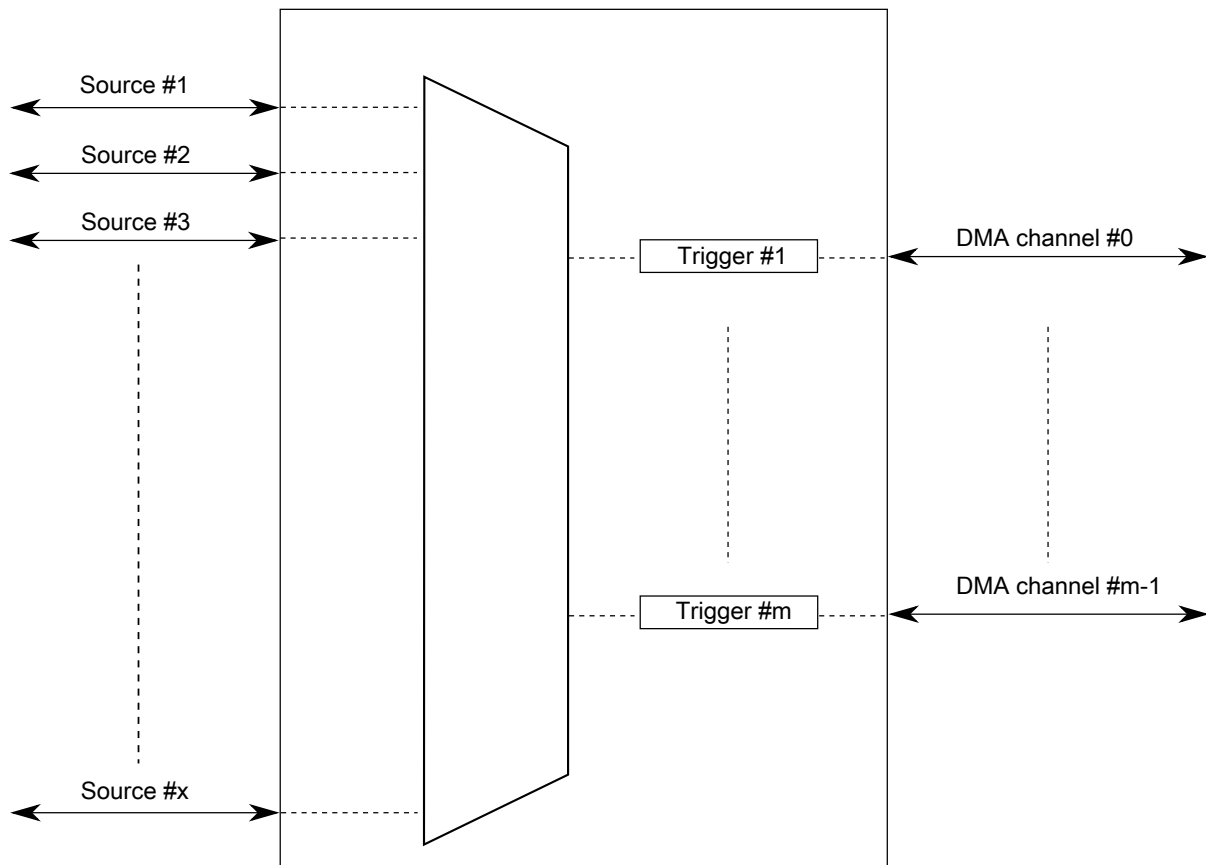 Source #1
Source #2
Source #3
Source #x
Trigger #1
Trigger #m
DMA channel #0
DMA channel #m-1